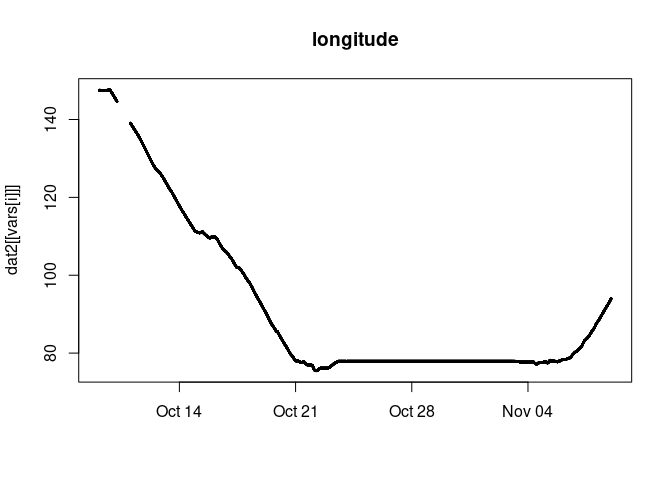 longitude
dat2[[vars[i]]]
140
120
100
80
Oct 14
Oct 21
Oct 28
Nov 04